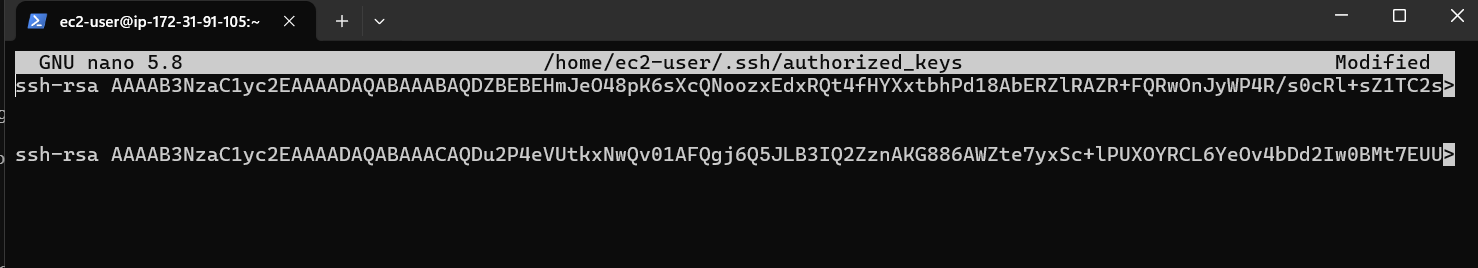 ec2-user@ip-172-31-91-105:~
GNU nano 5.8 /home/ec2-user/.ssh/authorized_keys Modified
ssh-rsa AAAAB3NzaC1yc2EAAAADAQABAAABAQDZBEBEHmJeO48pK6sXcQNoozxEdxRQt4fHYXxtbhPd18AbERZlRAZR+FQRwOnJyWP4R/s0cRl+sZ1TC2s>
ssh-rsa AAAAB3NzaC1yc2EAAAADAQABAAACAQDu2P4eVUtkxNwQv01AFQgj6Q5JLB3IQ2ZznAKG886AWZte7yxSc+lPUXOYRCL6YeOv4bDd2Iw0BMt7EUU>